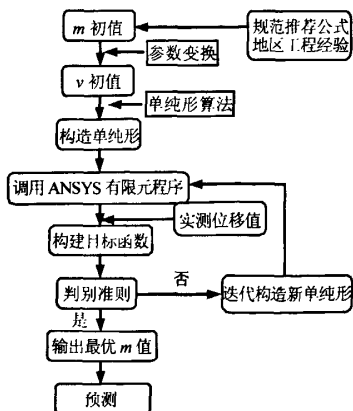 m 初值
规范推荐公式
地区工程经验
参数变换
v 初值
单纯形算法
构造单纯形
调用 ANSYS 有限元程序
实测位移值
构建目标函数
判别准则
否
迭代构造新单纯形
是
输出最优 m 值
预测